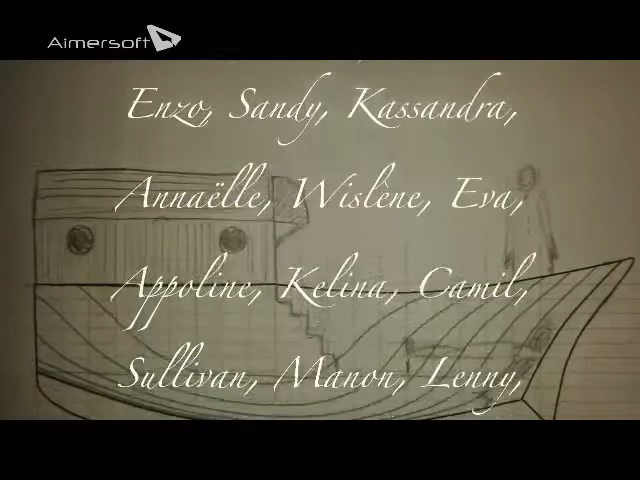 Aimersoft
Enzo, Sandy, Kassandra,
Annaëlle, Wislène, Eva,
Appoline, Kelina, Camil,
Sullivan, Manon, Lenny,